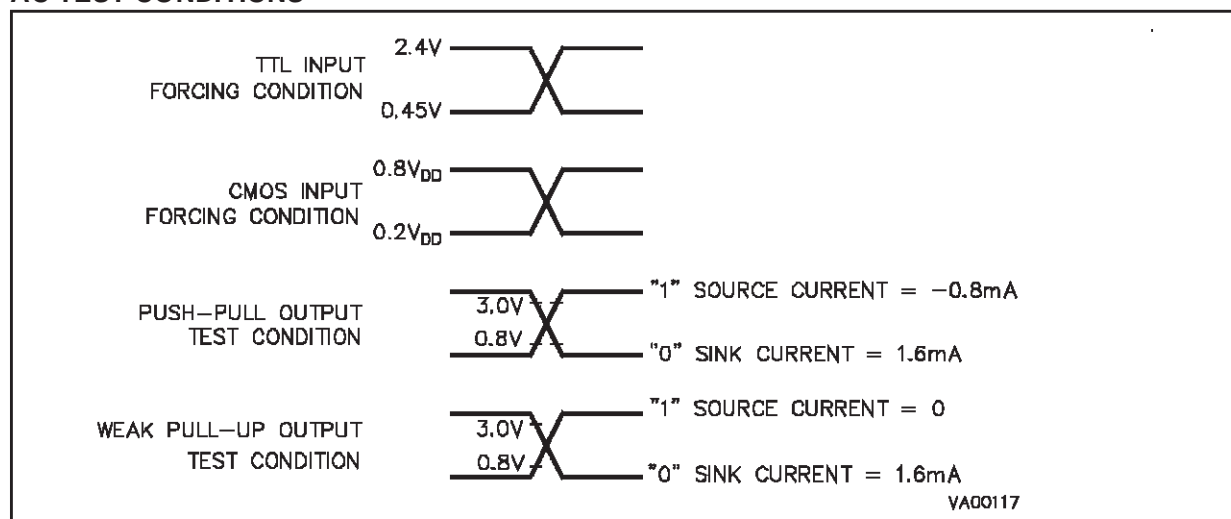 AC TEST CONDITIONS
2.4V
TTL INPUT
FORCING CONDITION
0.45V
0.8VDD
CMOS INPUT
FORCING CONDITION
0.2VDD
"1" SOURCE CURRENT = -0.8mA
3.0V
PUSH-PULL OUTPUT
TEST CONDITION
0.8V
"0" SINK CURRENT = 1.6mA
"1" SOURCE CURRENT = 0
3.0V
WEAK PULL-UP OUTPUT
TEST CONDITION
0.8V
"0" SINK CURRENT = 1.6mA
VA00117